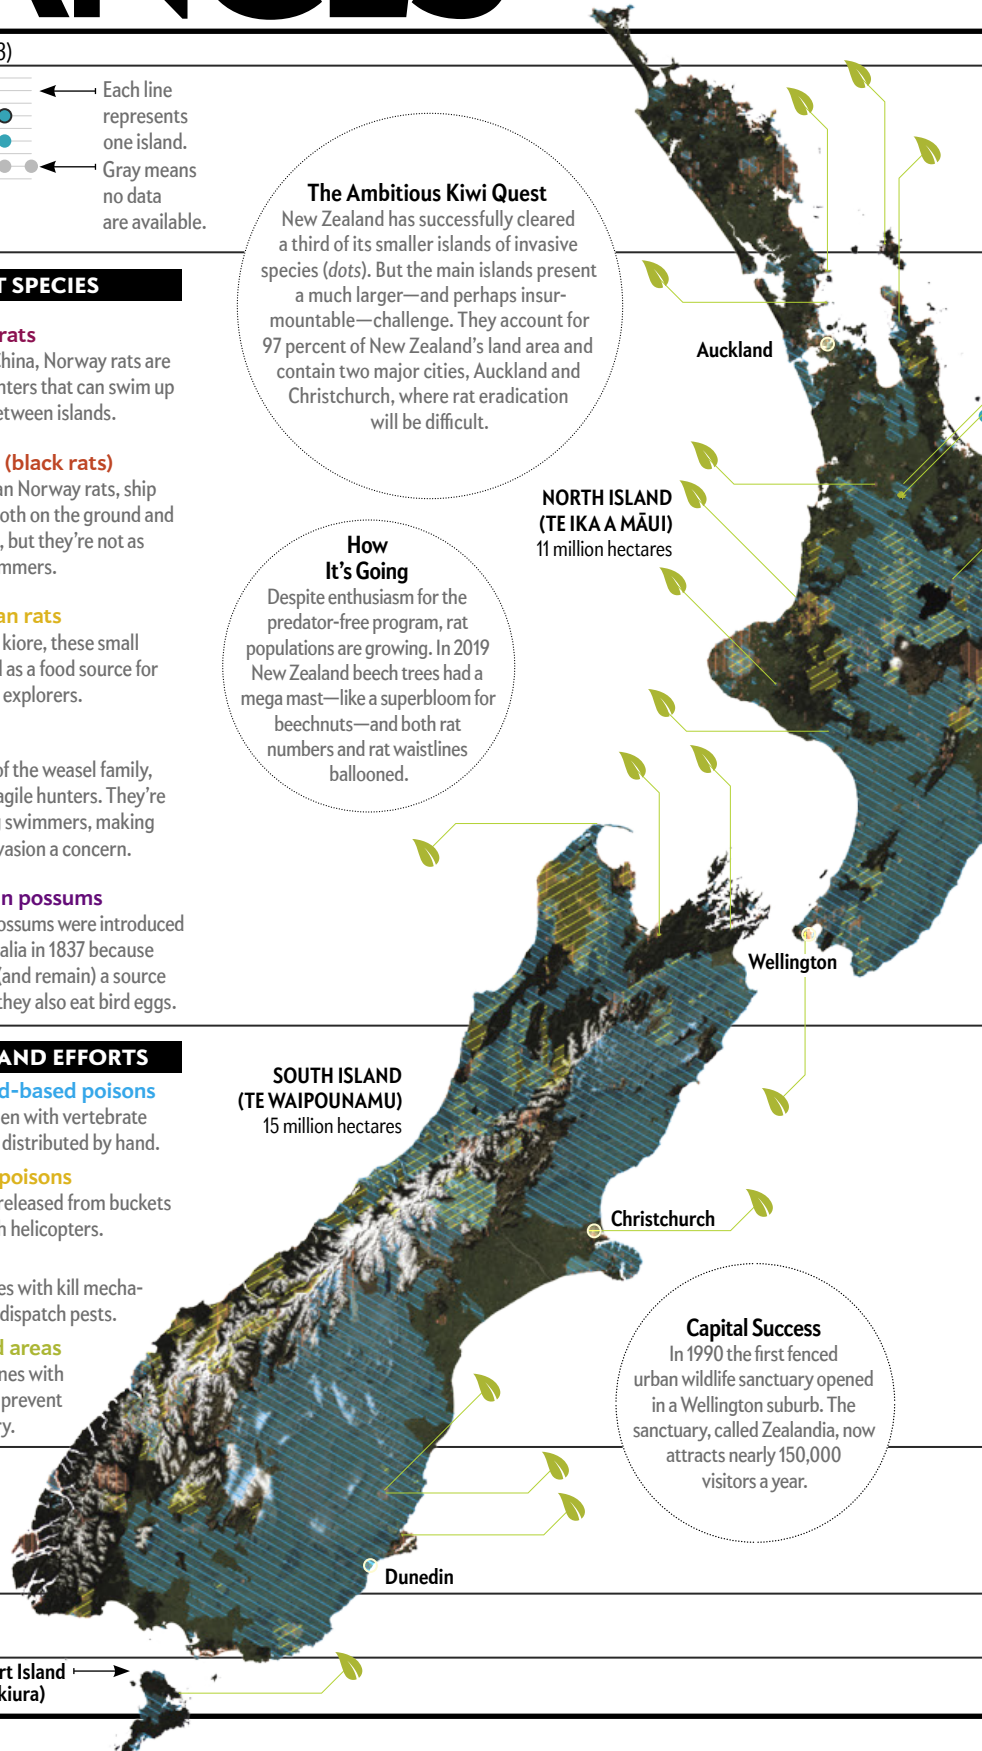 3)
Each line
represents
one island.
Gray means
no data
are available.
T SPECIES
rats
China, Norway rats are
nters that can swim up
etween islands.
(black rats)
an Norway rats, ship
oth on the ground and
, but they're not as
mmers.
an rats
kiore, these small
d as a food source for
explorers.
of the weasel family,
agile hunters. They're
g swimmers, making
vasion a concern.
n possums
ossums were introduced
alia in 1837 because
(and remain) a source
they also eat bird eggs.
AND EFFORTS
d-based poisons
en with vertebrate
distributed by hand.
poisons
released from buckets
h helicopters.
es with kill mecha-
dispatch pests.
d areas
nes with
prevent
ry.
rt Island
kiura)
The Ambitious Kiwi Quest
New Zealand has successfully cleared
a third of its smaller islands of invasive
species (dots). But the main islands present
a much larger—and perhaps insur-
mountable—challenge. They account for
97 percent of New Zealand's land area and
contain two major cities, Auckland and
Christchurch, where rat eradication
will be difficult.
How
It's Going
Despite enthusiasm for the
predator-free program, rat
populations are growing. In 2019
New Zealand beech trees had a
mega mast—like a superbloom for
beechnuts—and both rat
numbers and rat waistlines
ballooned.
Auckland
NORTH ISLAND
(TE IKA A MĀUI)
11 million hectares
Wellington
SOUTH ISLAND
(TE WAIPOUNAMU)
15 million hectares
Christchurch
Capital Success
In 1990 the first fenced
urban wildlife sanctuary opened
in a Wellington suburb. The
sanctuary, called Zealandia, now
attracts nearly 150,000
visitors a year.
Dunedin